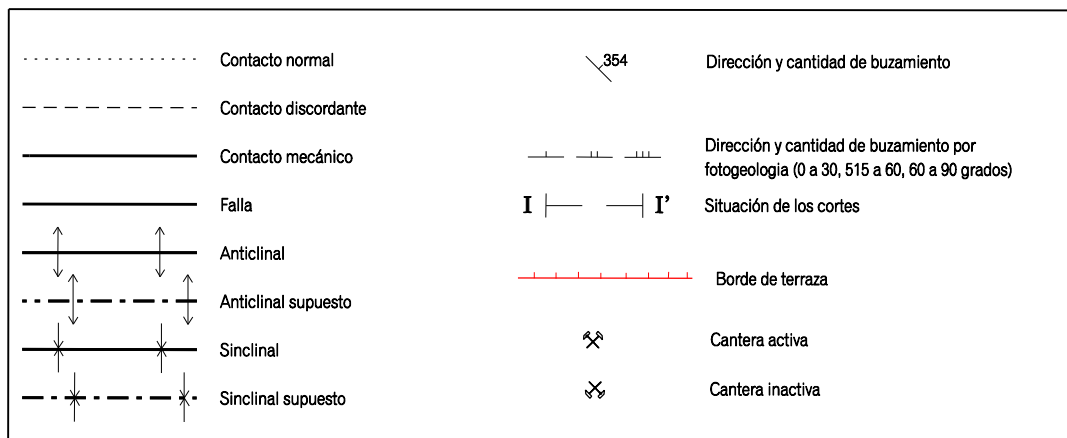 Contacto normal
Contacto discordante
Contacto mecánico
Falla
Anticlinal
Anticlinal supuesto
Sinclinal
Sinclinal supuesto
354
Dirección y cantidad de buzamiento
Dirección y cantidad de buzamiento por
fotogeologia (0 a 30, 515 a 60, 60 a 90 grados)
I I' Situación de los cortes
Borde de terraza
Cantera activa
Cantera inactiva